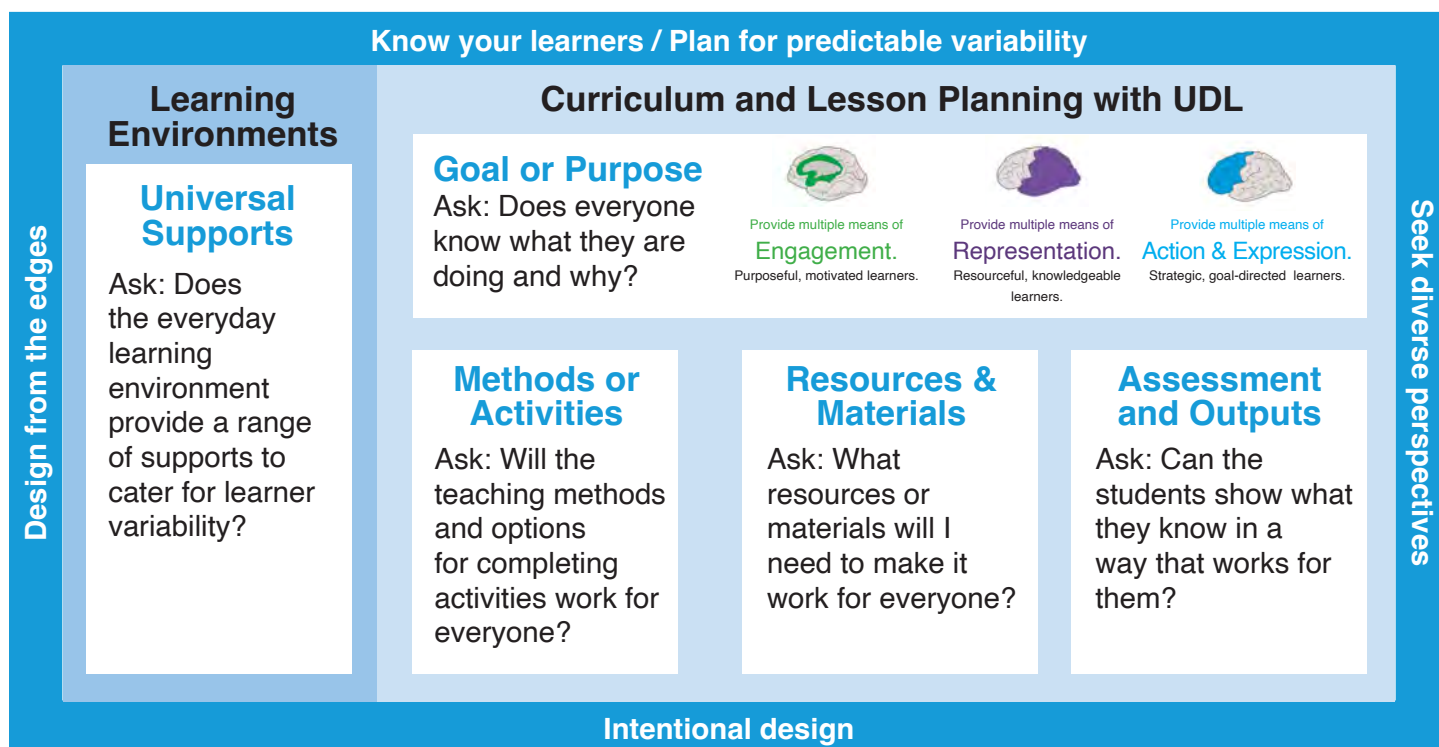 Know your learners / Plan for predictable variability
Design from the edges
Learning
Environments
Universal
Supports
Ask: Does
the everyday
learning
environment
provide a range
of supports to
cater for learner
variability?
Curriculum and Lesson Planning with UDL
Goal or Purpose
Ask: Does everyone
know what they are
doing and why?
Provide multiple means of
Engagement.
Purposeful, motivated learners.
Provide multiple means of
Representation.
Resourceful, knowledgeable
learners.
Provide multiple means of
Action & Expression.
Strategic, goal-directed learners.
Methods or
Activities
Ask: Will the
teaching methods
and options
for completing
activities work for
everyone?
Resources &
Materials
Ask: What
resources or
materials will I
need to make it
work for everyone?
Assessment
and Outputs
Ask: Can the
students show what
they know in a
way that works for
them?
Seek diverse perspectives
Intentional design